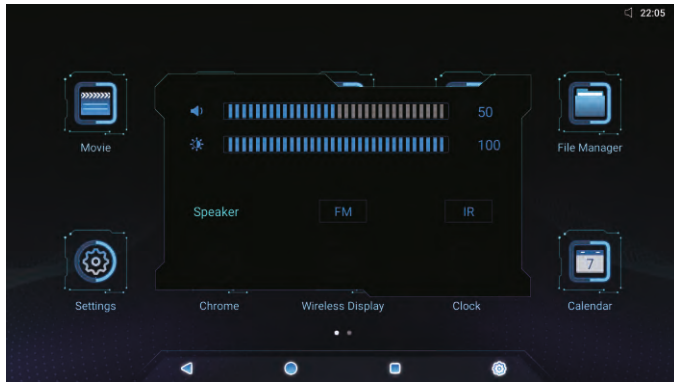 22:05
50
100
Movie
File Manager
Speaker FM IR
7
Settings Chrome Wireless Display Clock Calendar